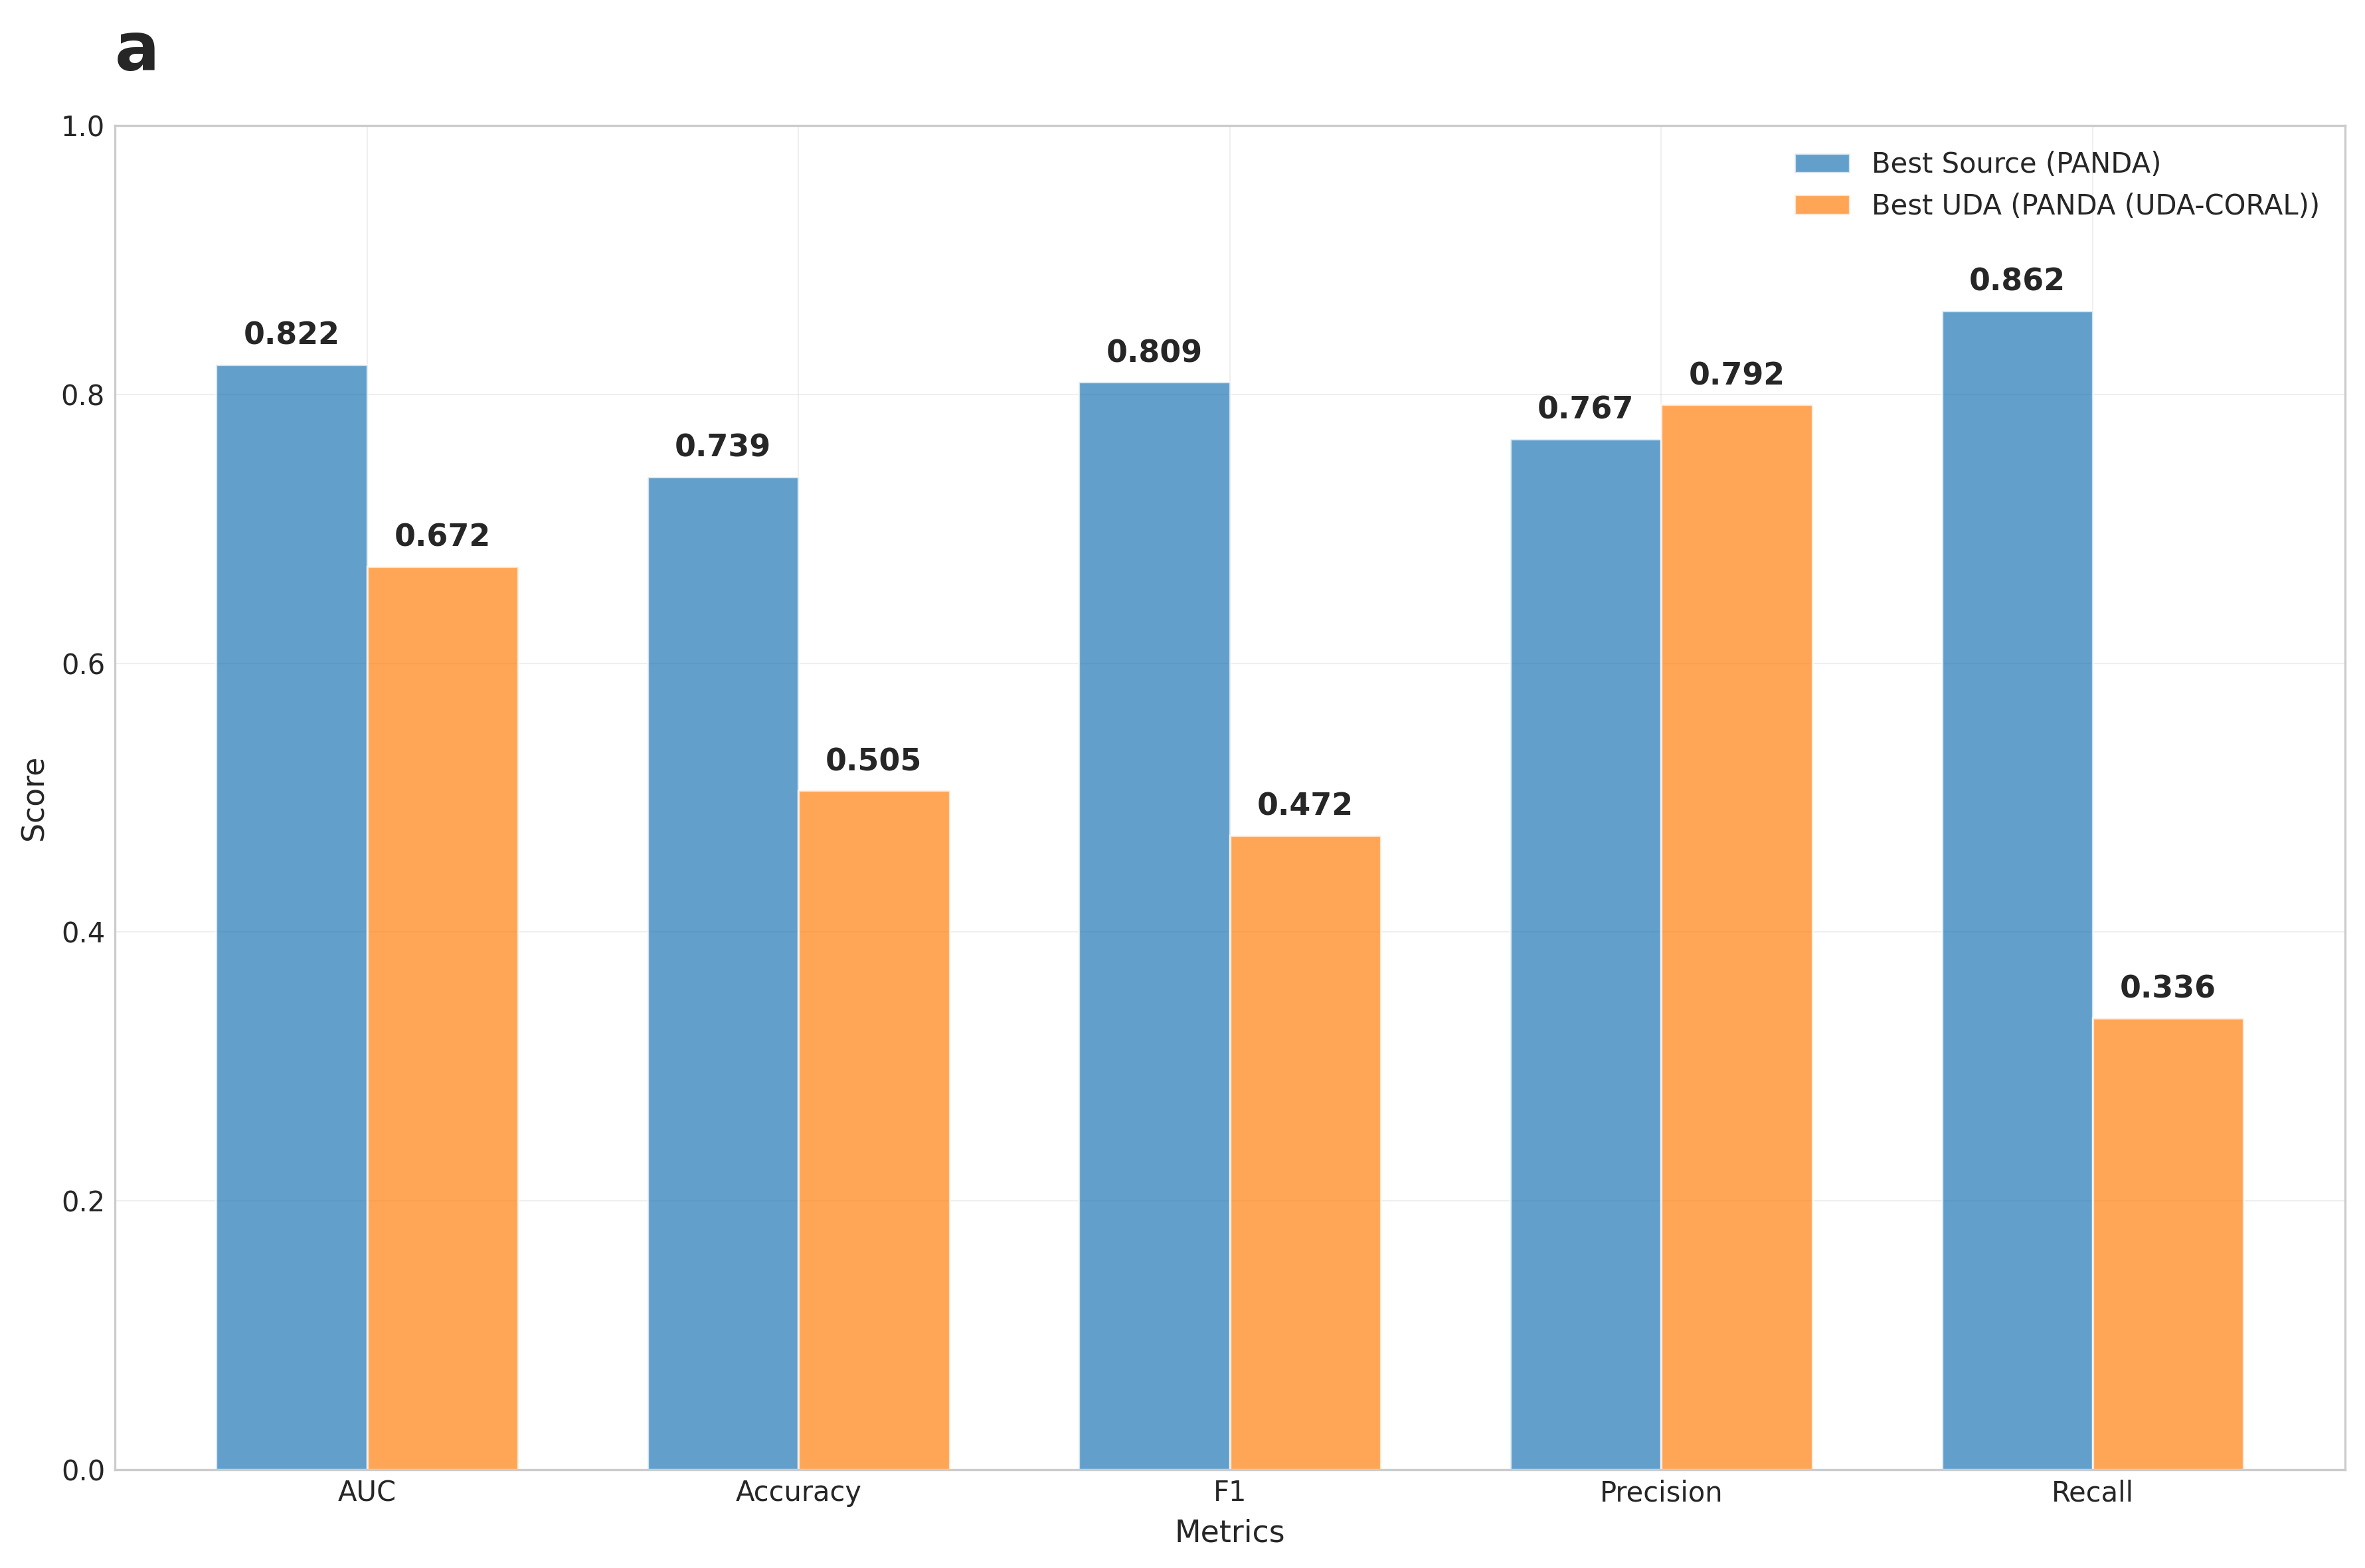 a
1.0
0.8
0.6
0.4
0.2
0.0
Score
Best Source (PANDA)
Best UDA (PANDA (UDA-CORAL))
0.822
0.672
0.739
0.505
0.809
0.472
0.767
0.792
0.862
0.336
AUC
Accuracy
F1
Precision
Recall
Metrics